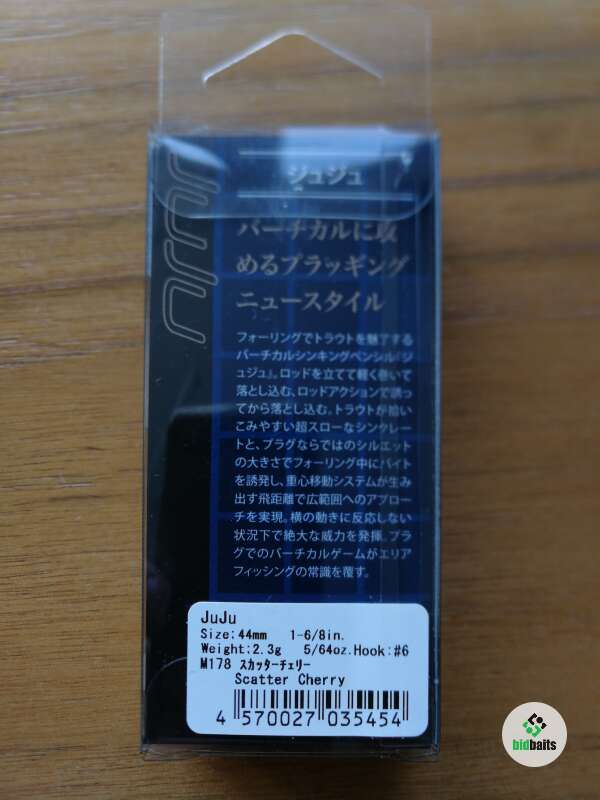 JUJU
ジュジュ
バーチカルに攻
めるプラッギング
ニュースタイル
フォーリングでトラウトを魅了する
バーチカルシンキングペンシル『ジ
ュジュ』。ロッドを立てて軽く巻いて
落とし込む、ロッドアクションで誘っ
てから落とし込む。トラウトが拾い
こみやすい超スローなシンクレー
トと、プラグならではのシルエット
の大きさでフォーリング中にバイト
を誘発し、重心移動システムが生み
出す飛距離で広範囲へのアプロー
チを実現。横の動きに反応しない
状況下で絶大な威力を発揮。プラ
グでのバーチカルゲームがエリア
フィッシングの常識を覆す。
JuJu
Size:44mm 1-6/8in.
Weight:2.3g 5/64oz.Hook:#6
M178 スカッターチェリー
Scatter Cherry
4 570027 035454
bidbaits